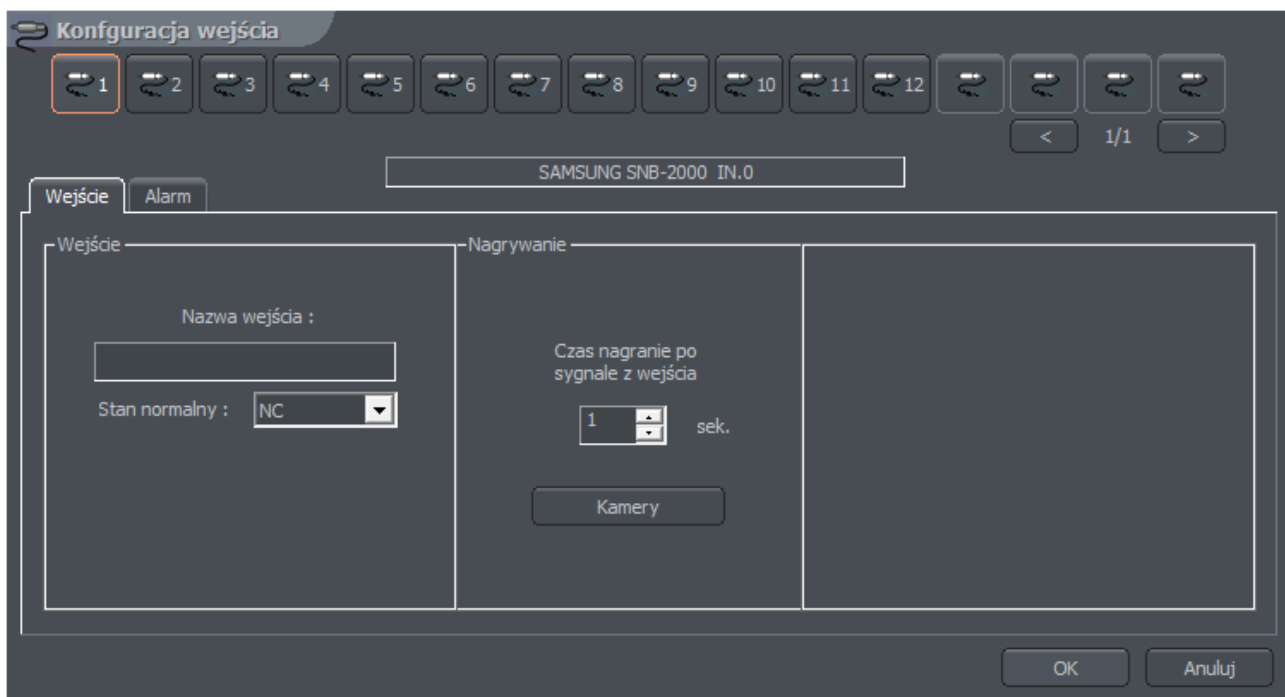 Konfguracja wejścia
1 2 3 4 5 6 7 8 9 10 11 12
< 1/1 >
SAMSUNG SNB-2000 IN.0
Wejście Alarm
Wejście
Nazwa wejścia :
Stan normalny : NC
Nagrywanie
Czas nagranie po
sygnale z wejścia
1 sek.
Kamery
OK Anuluj